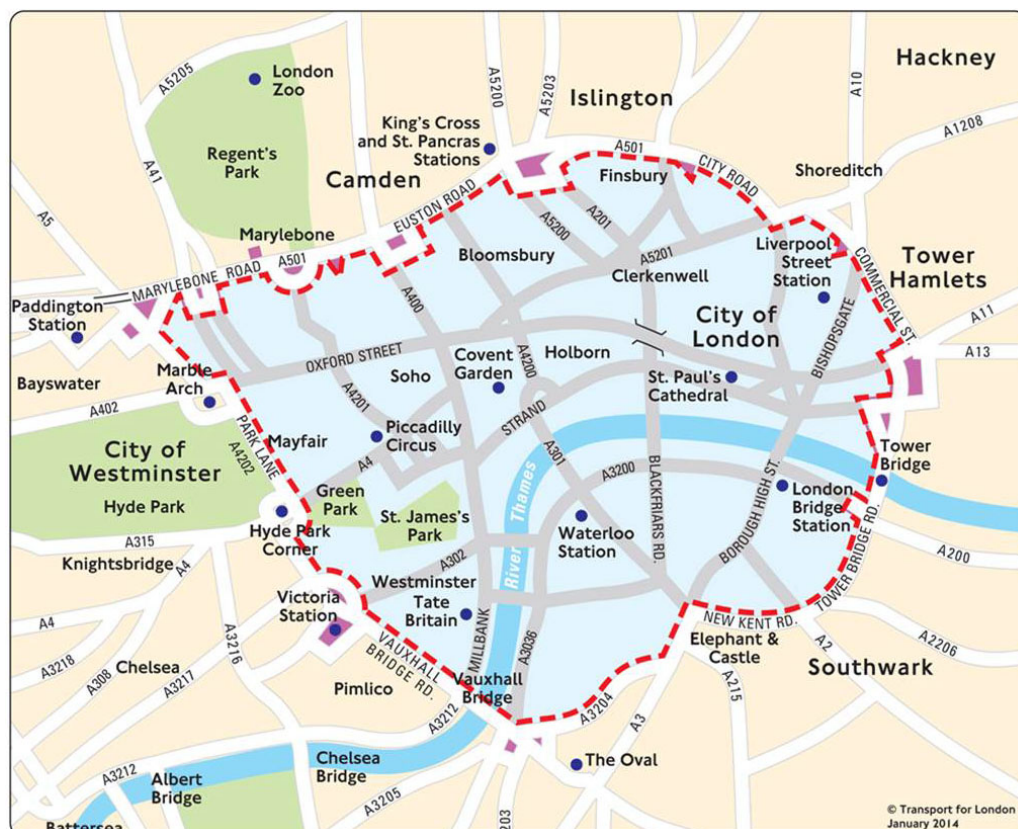 Hackney
A5205
London
Zoo
A5200
A5203
A10
Islington
A1208
King's Cross
and St. Pancras
Stations
Regent's
Park
A41
Camden
A501
CITY ROAD
Finsbury
Shoreditch
EUSTON ROAD
A5
Marylebone
A5200
A201
Bloomsbury
Liverpool
Street
Station
Tower
Hamlets
A501
MARYLEBONE ROAD
A5201
Clerkenwell
COMMERCIAL ST.
A400
Paddington
Station
City of
London
BISHOPSGATE
A11
A13
OXFORD STREET
Covent
Garden
A4200
Holborn
Marble
Arch
Soho
Bayswater
St. Paul's
Cathedral
A402
A4201
STRAND
PARK LANE
A4202
Mayfair
Piccadilly
Circus
City of
Westminster
Hyde Park
A4
A301
A3200
BLACKFRIARS RD.
BOROUGH HIGH ST.
Tower
Bridge
Green
Park
St. James's
Park
River Thames
London
Bridge
Station
Hyde Park
Corner
Waterloo
Station
A315
Knightsbridge
A4
A302
TOWER BRIDGE RD.
A200
Westminster
Tate
Britain
Victoria
Station
MILLBANK
A3036
NEW KENT RD.
A4
A3216
VAUXHALL
BRIDGE RD.
Elephant &
Castle
A2
A2206
A3218
A308
Chelsea
A3217
Southwark
Pimlico
Vauxhall
Bridge
A3212
A3204
A3
A215
Chelsea
Bridge
The Oval
A3212
Albert
Bridge
A3205
A203
Battersea
© Transport for London
January 2014